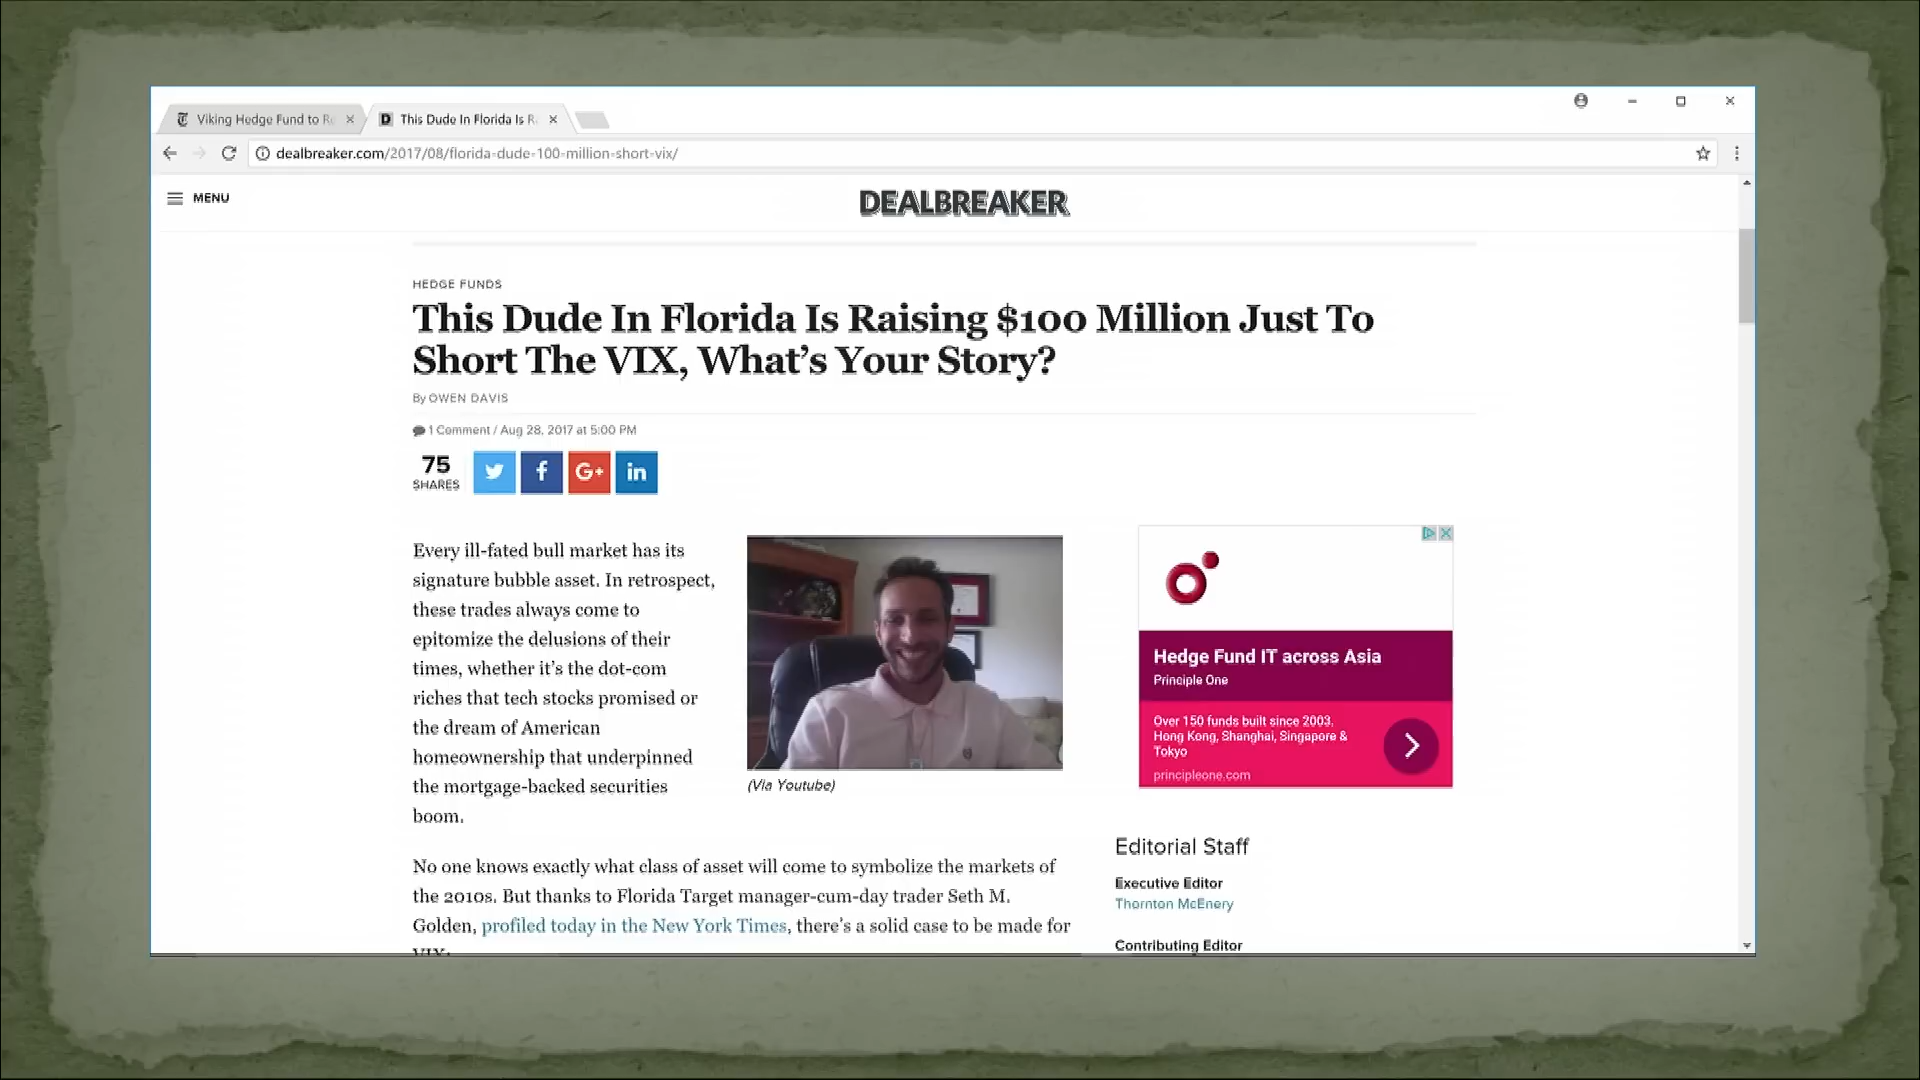 Viking Hedge Fund to R
This Dude In Florida Is R
dealbreaker.com/2017/08/florida-dude-100-million-short-vix/
MENU
DEALBREAKER
HEDGE FUNDS
This Dude In Florida Is Raising $100 Million Just To
Short The VIX, What's Your Story?
By OWEN DAVIS
1 Comment / Aug 28, 2017 at 5:00 PM
75
SHARES
G+
in
Every ill-fated bull market has its
signature bubble asset. In retrospect,
these trades always come to
epitomize the delusions of their
times, whether it's the dot-com
riches that tech stocks promised or
the dream of American
homeownership that underpinned
the mortgage-backed securities
boom.
(Via Youtube)
No one knows exactly what class of asset will come to symbolize the markets of
the 2010s. But thanks to Florida Target manager-cum-day trader Seth M.
Golden, profiled today in the New York Times, there's a solid case to be made for
VIX:
Hedge Fund IT across Asia
Principle One
Over 150 funds built since 2003.
Hong Kong, Shanghai, Singapore &
Tokyo
principleone.com
Editorial Staff
Executive Editor
Thornton McEnery
Contributing Editor